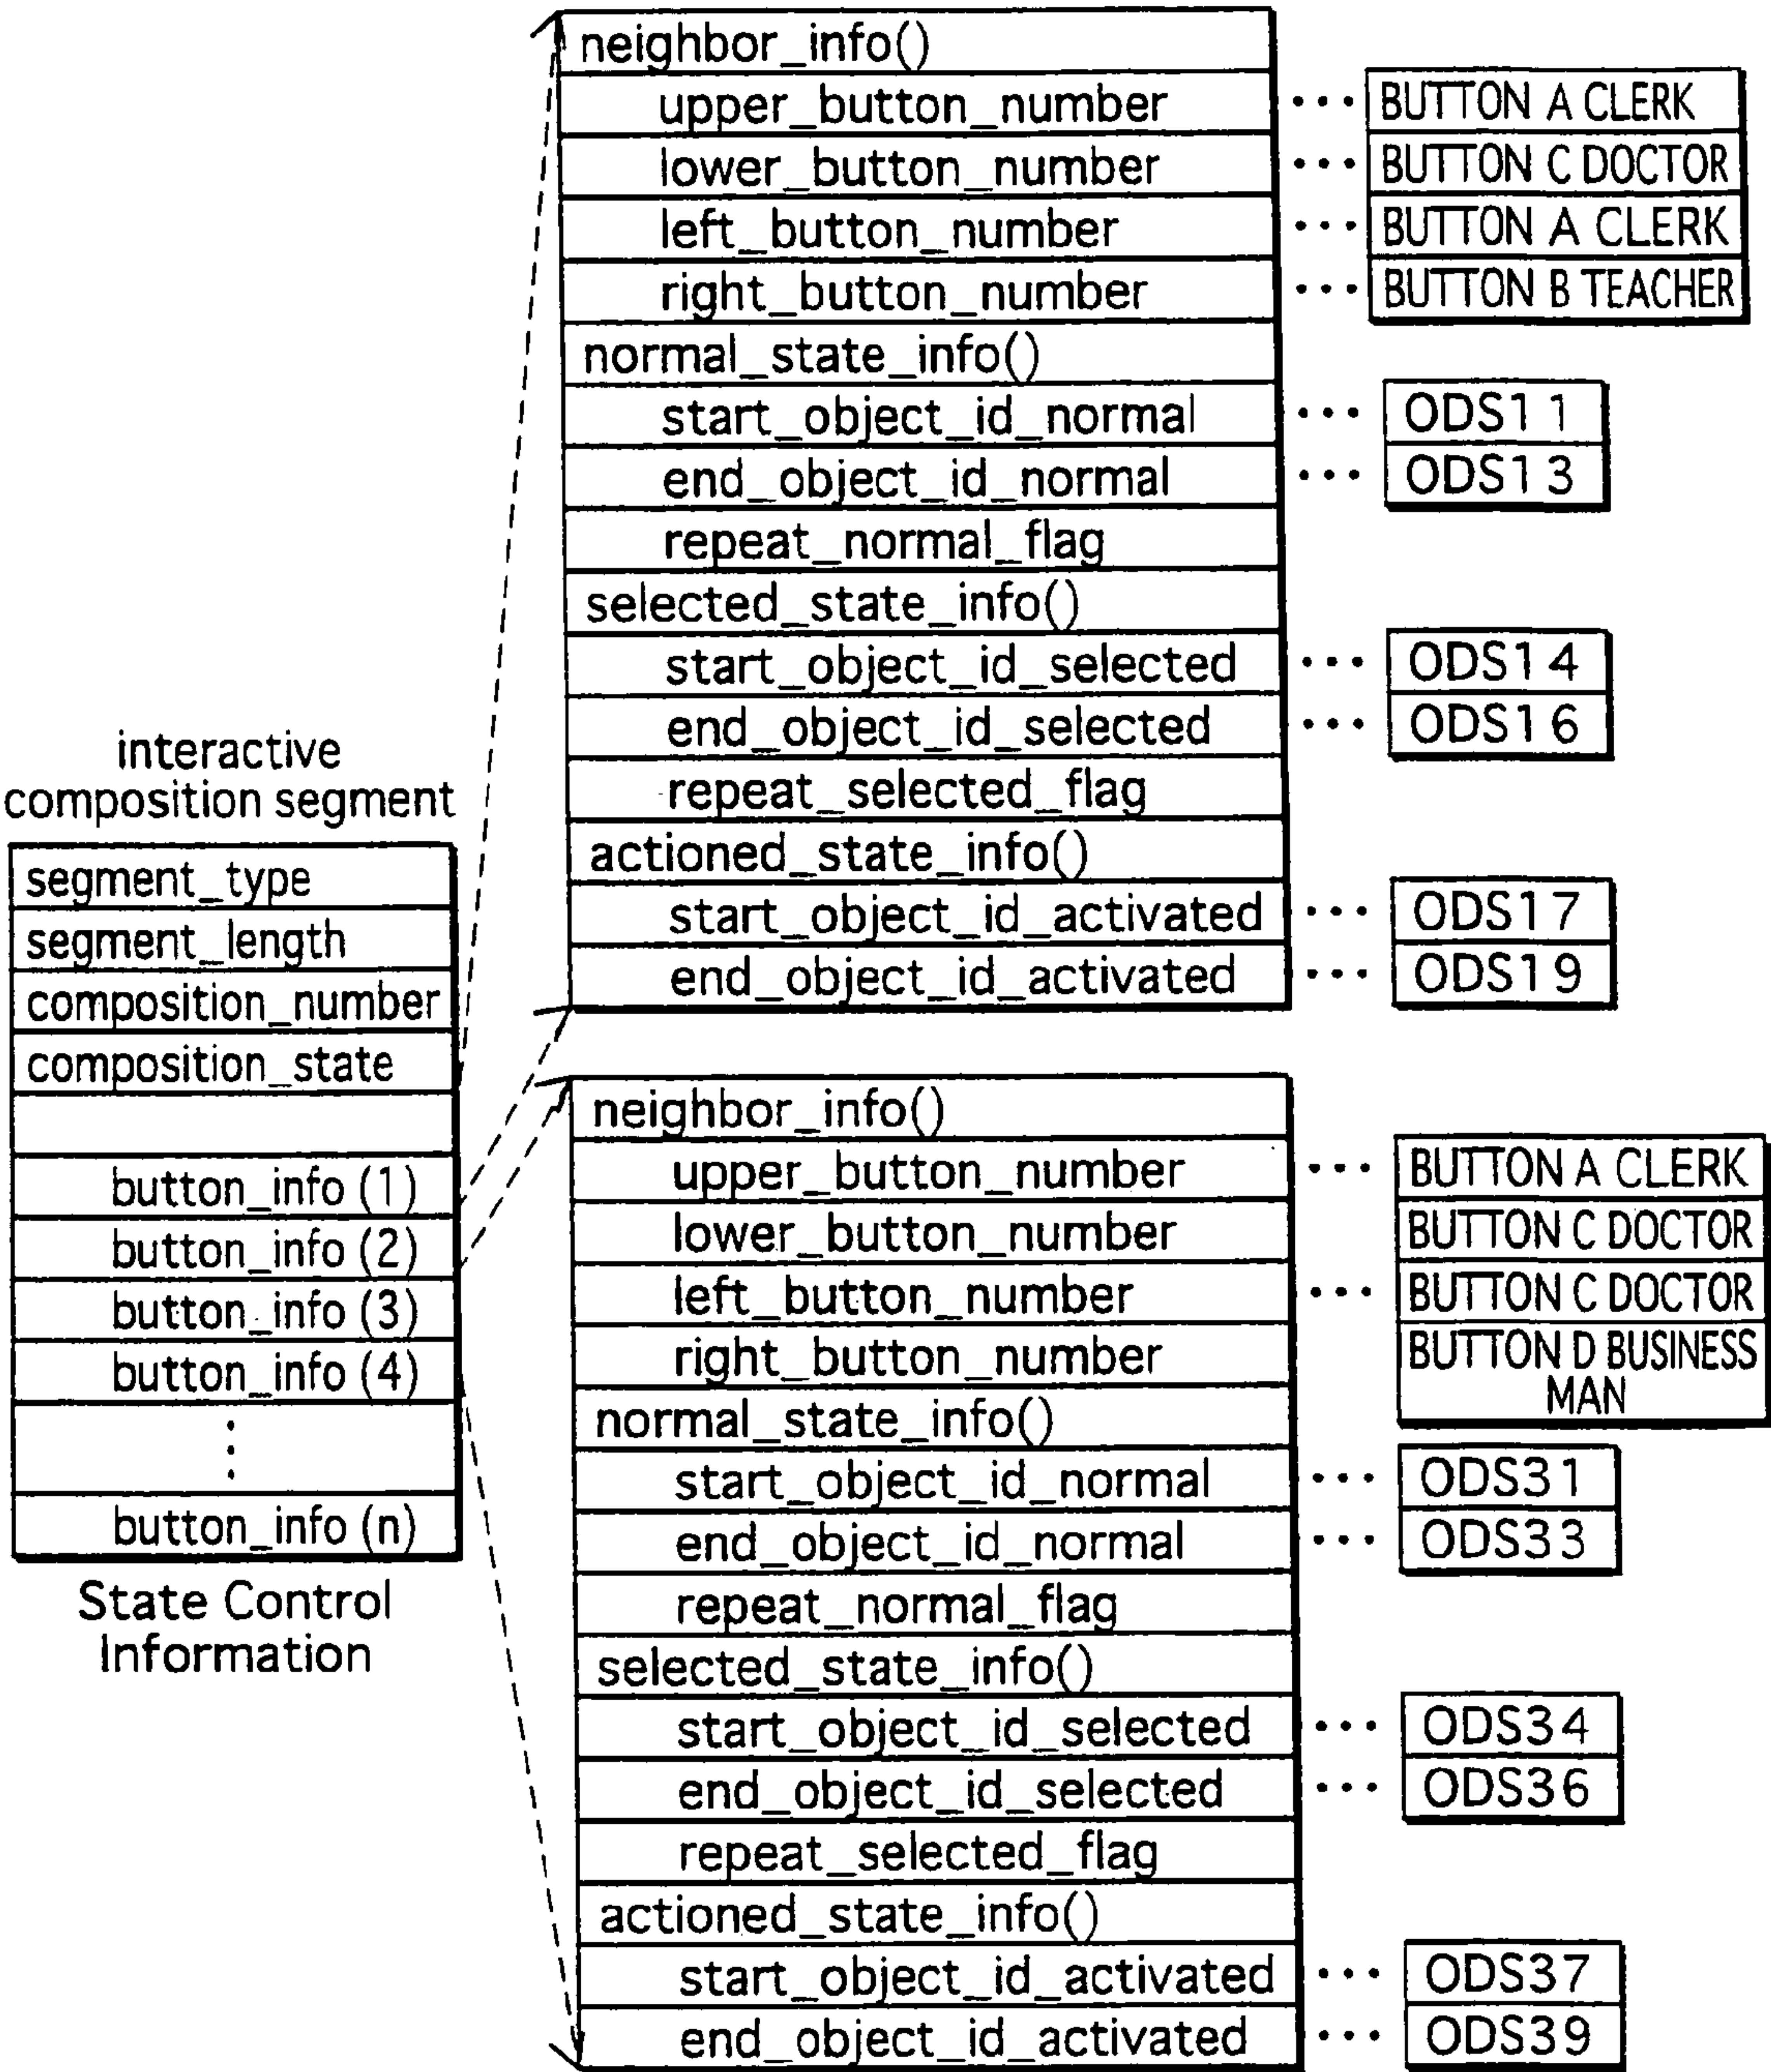 neighbor_info()
upper_button_number ••• BUTTON A CLERK
lower_button_number ••• BUTTON C DOCTOR
left_button_number ••• BUTTON A CLERK
right_button_number ••• BUTTON B TEACHER
normal_state_info()
start_object_id_normal ••• ODS11
end_object_id_normal ••• ODS13
repeat_normal_flag
selected_state_info()
start_object_id_selected ••• ODS14
end_object_id_selected ••• ODS16
repeat_selected_flag
actioned_state_info()
start_object_id_activated ••• ODS17
end_object_id_activated ••• ODS19
interactive
composition segment
segment_type
segment_length
composition_number
composition_state
button_info (1)
button_info (2)
button_info (3)
button_info (4)
button_info (n)
State Control
Information
neighbor_info()
upper_button_number ••• BUTTON A CLERK
lower_button_number BUTTON C DOCTOR
left_button_number ••• BUTTON C DOCTOR
right_button_number BUTTON D BUSINESS
MAN
normal_state_info()
start_object_id_normal ••• ODS31
end_object_id_normal ••• ODS33
repeat_normal_flag
selected_state_info()
start_object_id_selected ••• ODS34
end_object_id_selected ••• ODS36
repeat_selected_flag
actioned_state_info()
start_object_id_activated ••• ODS37
end_object_id_activated ••• ODS39